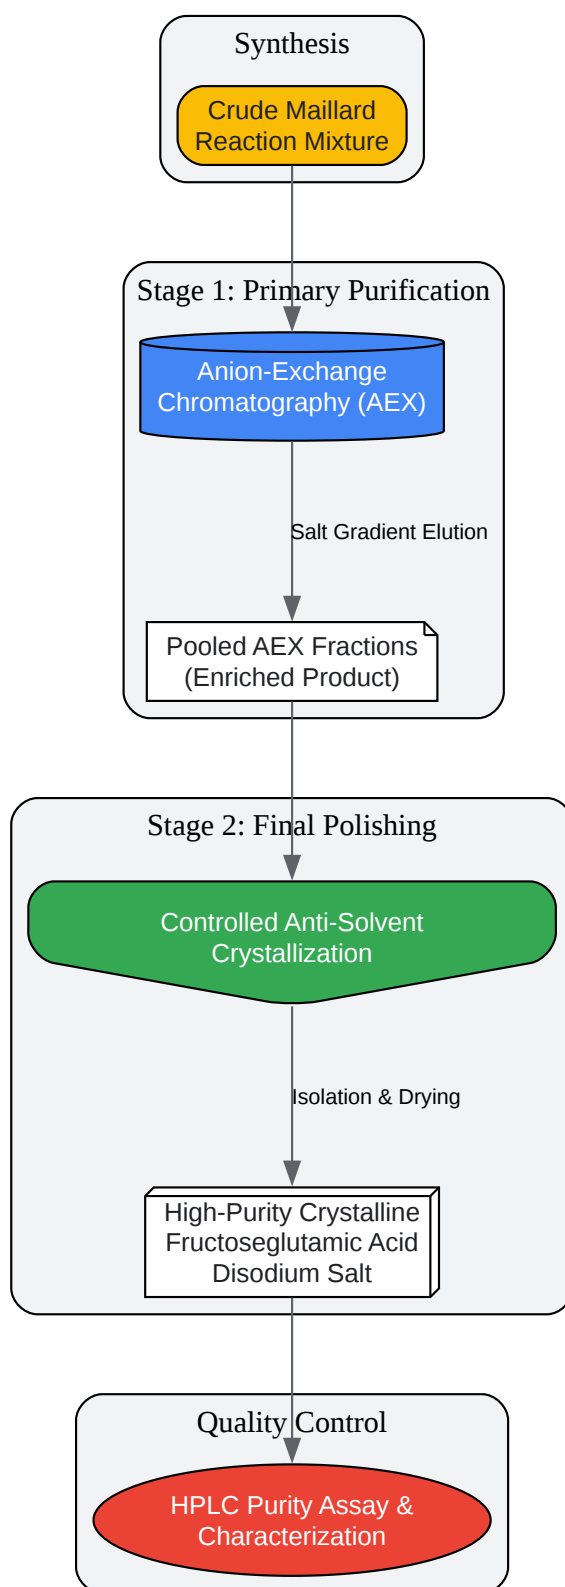 Synthesis
Crude Maillard
Reaction Mixture
Stage 1: Primary Purification
Anion-Exchange
Chromatography (AEX)
Salt Gradient Elution
Pooled AEX Fractions
(Enriched Product)
Stage 2: Final Polishing
Controlled Anti-Solvent
Crystallization
Isolation & Drying
High-Purity Crystalline
Fructoseglutamic Acid
Disodium Salt
Quality Control
HPLC Purity Assay &
Characterization